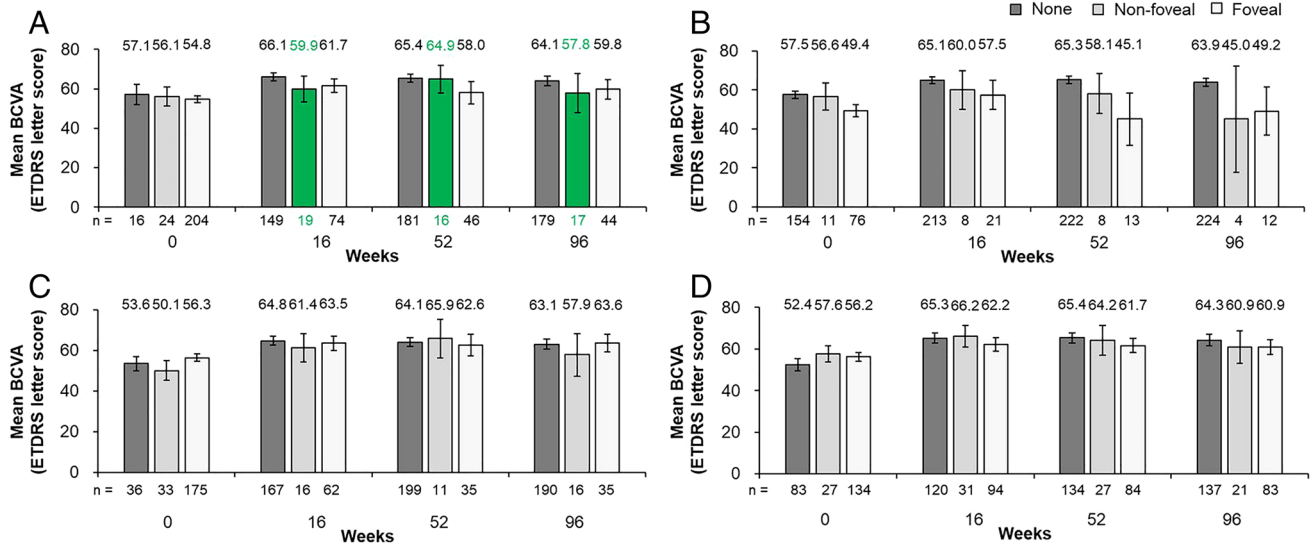 None Non-foveal Foveal
A
57.1 56.1 54.8 66.1 59.9 61.7 65.4 64.9 58.0 64.1 57.8 59.8
Mean BCVA
(ETDRS letter score)
80
60
40
20
0
n = 16 24 204 149 19 74 181 16 46 179 17 44
0 16 52 96
Weeks
B
57.5 56.6 49.4 65.1 60.0 57.5 65.3 58.1 45.1 63.9 45.0 49.2
Mean BCVA
(ETDRS letter score)
80
60
40
20
0
n = 154 11 76 213 8 21 222 8 13 224 4 12
0 16 52 96
Weeks
C
53.6 50.1 56.3 64.8 61.4 63.5 64.1 65.9 62.6 63.1 57.9 63.6
Mean BCVA
(ETDRS letter score)
80
60
40
20
0
n = 36 33 175 167 16 62 199 11 35 190 16 35
0 16 52 96
Weeks
D
52.4 57.6 56.2 65.3 66.2 62.2 65.4 64.2 61.7 64.3 60.9 60.9
Mean BCVA
(ETDRS letter score)
80
60
40
20
0
n = 83 27 134 120 31 94 134 27 84 137 21 83
0 16 52 96
Weeks